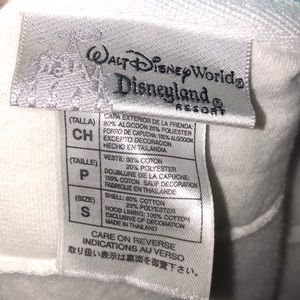 WALT DISNEY World®
Disneyland®
RESORT
(TALLA)
CH
CAPA EXTERIOR DE LA PRENDA:
80% ALGODON 20% POLIESTER
FORRO DE CAPUCHA: 100% ALGODON
EXCEPTO DECORACION
HECHO EN TAILANDIA
(TAILLE)
P
VESTE: 80% COTON
20% POLYESTER
DOUBLURE DE LA CAPUCHE:
100% COTON SAUF DECORATION
FABRIQUE EN THAILANDE
(SIZE)
S
SHELL: 80% COTTON
20% POLYESTER
HOOD LINING: 100% COTTON
EXCLUSIVE OF DECORATION
MADE IN THAILAND
CARE ON REVERSE
INDICATIONS AU VERSO
取り扱い表示は裏面を御覧下さい